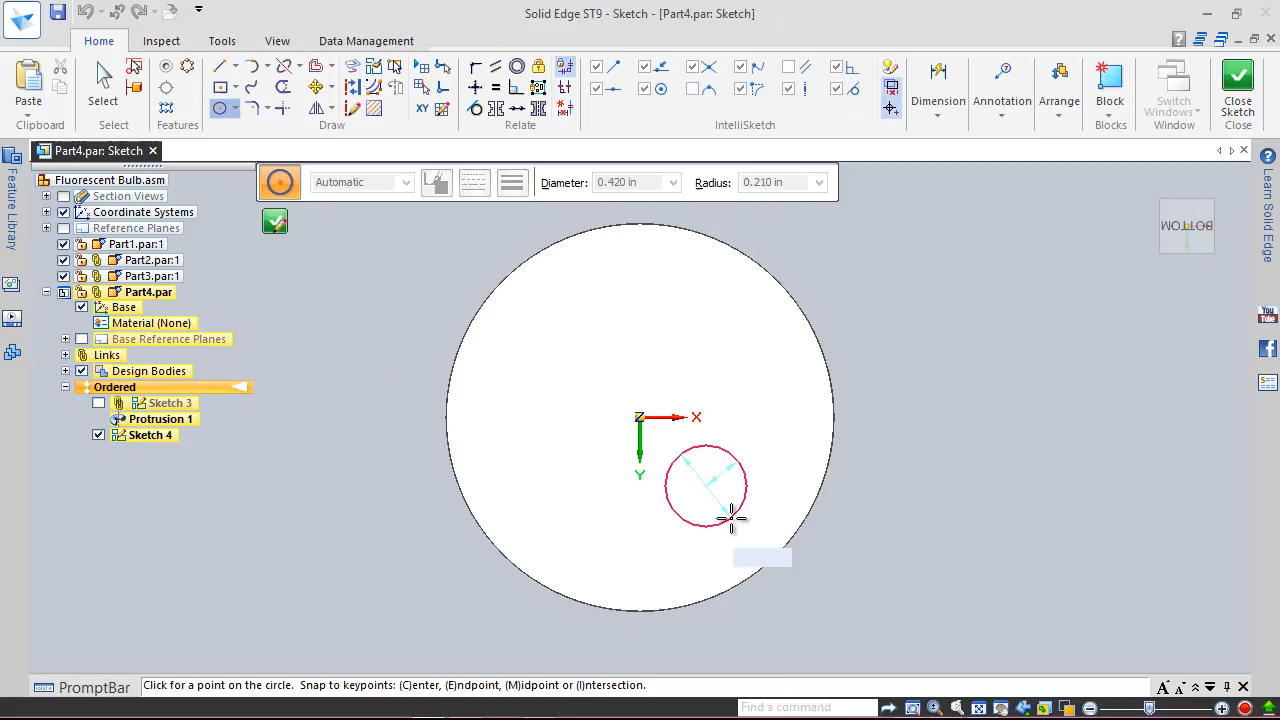 Solid Edge ST9 - Sketch - [Part4.par: Sketch]
Home Inspect Tools View Data Management
Paste Select Dimension Annotation Arrange Block Switch Windows Close Sketch
Clipboard Select Features Draw Relate IntelliSketch Blocks Window Close
Part4.par: Sketch
Feature Library
Learn Solid Edge
Automatic Diameter: 0.420 in Radius: 0.210 in
Fluorescent Bulb.asm
Section Views
Coordinate Systems
Reference Planes
Part1.par:1
Part2.par:1
Part3.par:1
Part4.par
Base
Material (None)
Base Reference Planes
Links
Design Bodies
Ordered
Sketch 3
Protrusion 1
Sketch 4
BOTTOM
X
Y
Z
XY
You Tube
PromptBar Click for a point on the circle. Snap to keypoints: (C)enter, (E)ndpoint, (M)idpoint or (I)ntersection.
A A
Find a command